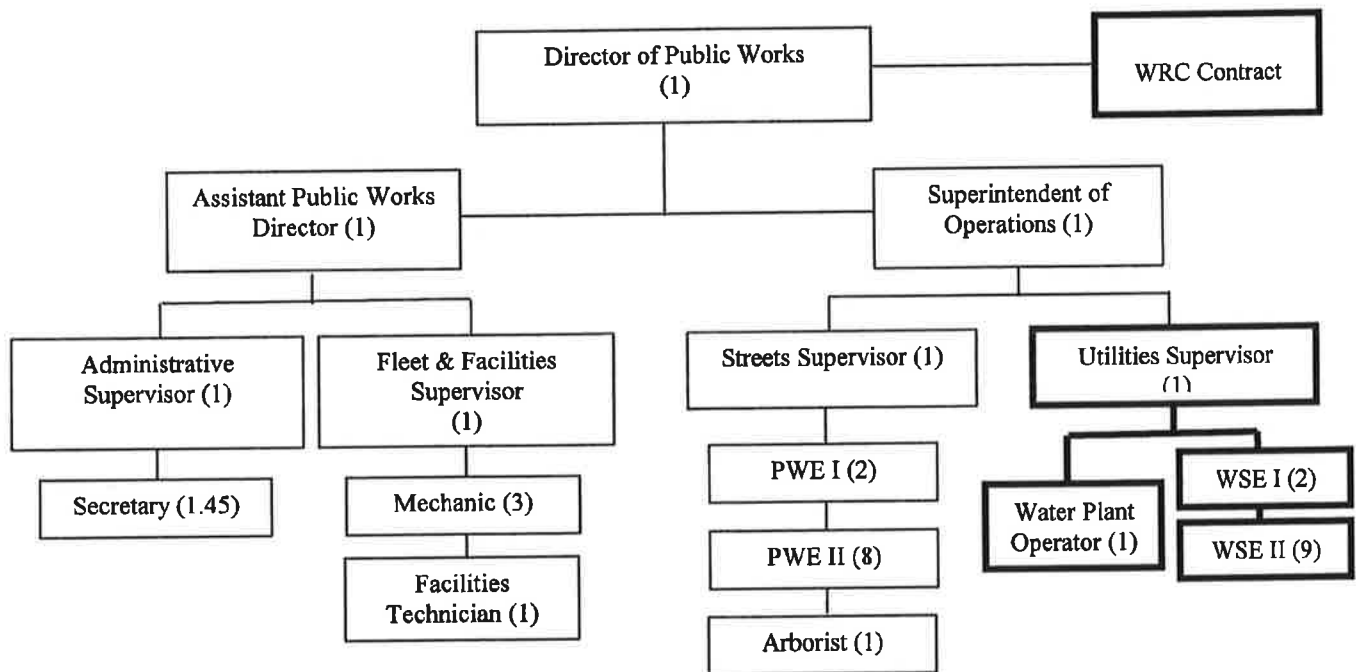 Director of Public Works
(1)
WRC Contract
Assistant Public Works
Director (1)
Superintendent of
Operations (1)
Administrative
Supervisor (1)
Fleet & Facilities
Supervisor
(1)
Streets Supervisor (1)
Utilities Supervisor
(1)
Secretary (1.45)
Mechanic (3)
Facilities
Technician (1)
PWE I (2)
PWE II (8)
Arborist (1)
Water Plant
Operator (1)
WSE I (2)
WSE II (9)